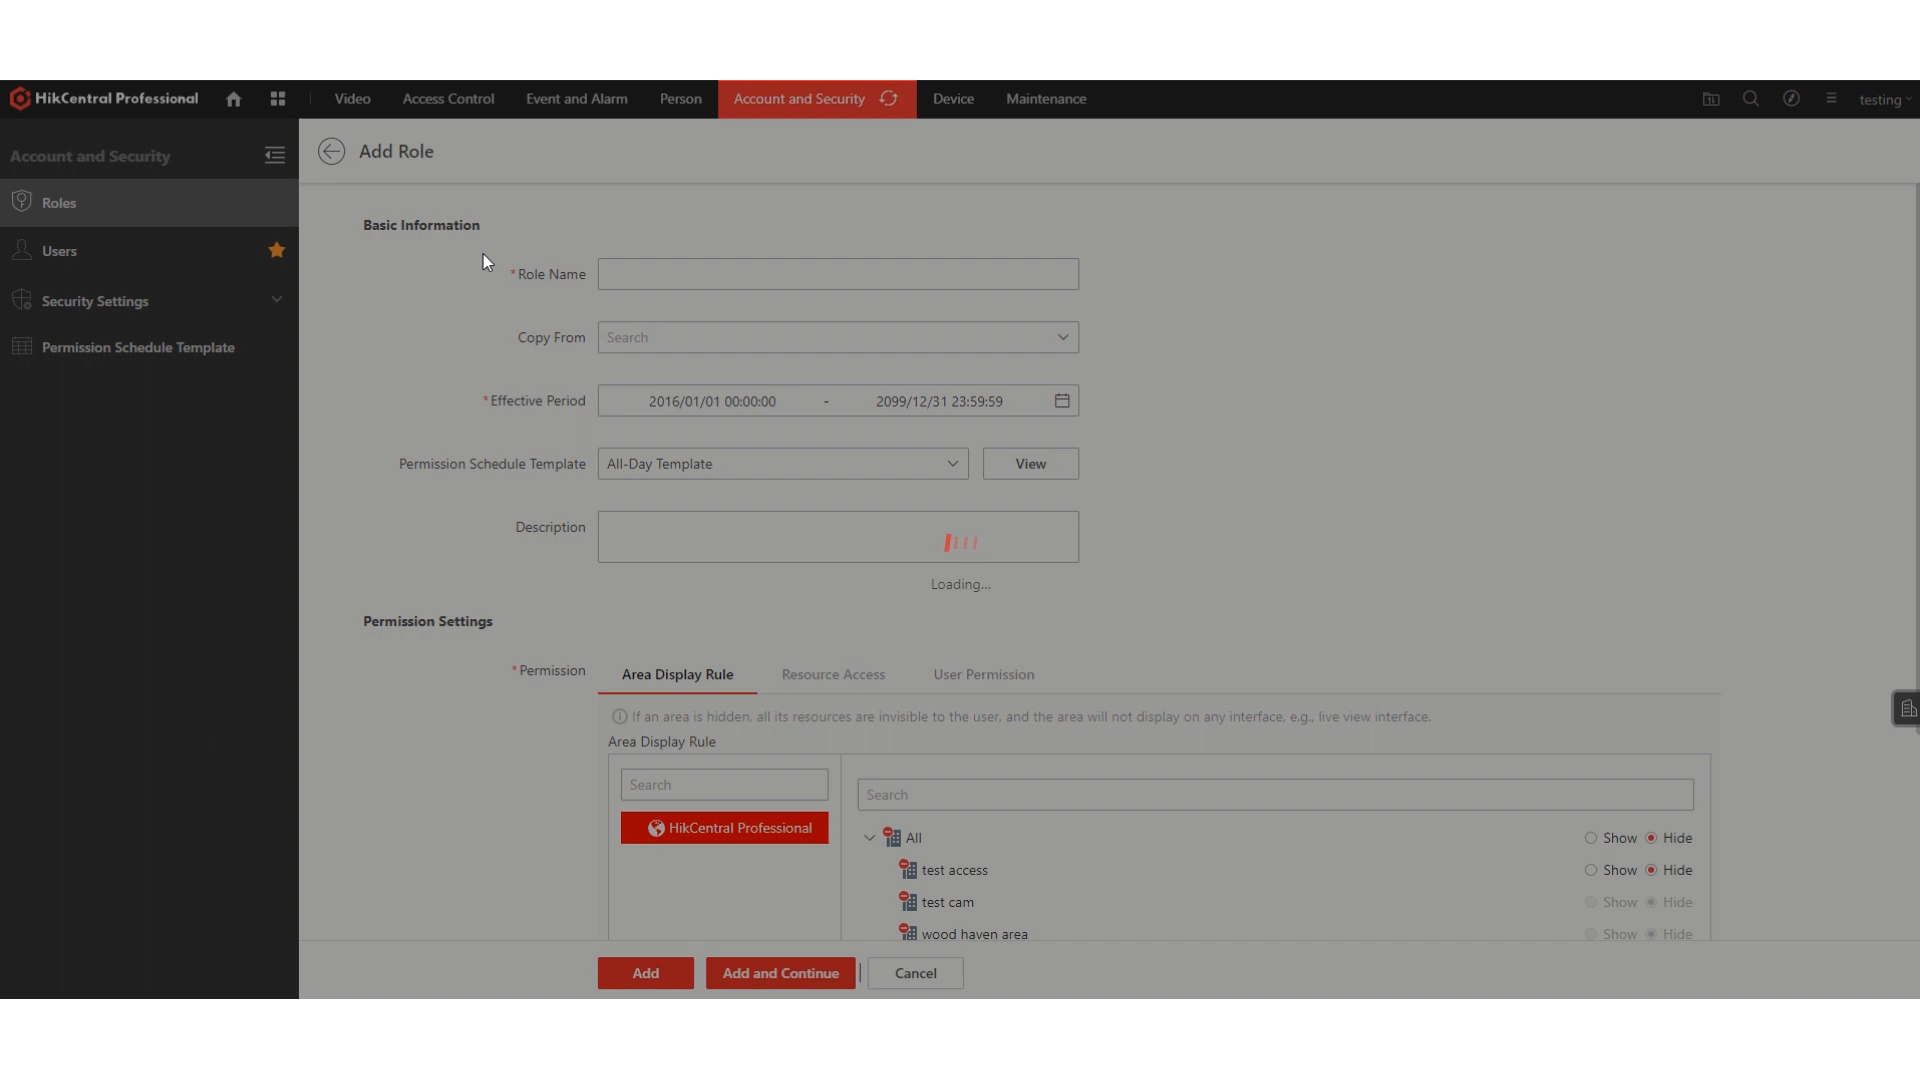 HikCentral Professional
Video
Access Control
Event and Alarm
Person
Account and Security
Device
Maintenance
testing
Account and Security
Add Role
Roles
Users
Security Settings
Permission Schedule Template
Basic Information
*Role Name
Copy From
Search
*Effective Period
2016/01/01 00:00:00 - 2099/12/31 23:59:59
Permission Schedule Template
All-Day Template
View
Description
Loading...
Permission Settings
*Permission
Area Display Rule
Resource Access
User Permission
If an area is hidden, all its resources are invisible to the user, and the area will not display on any interface, e.g., live view interface.
Area Display Rule
Search
Search
HikCentral Professional
All
Show
Hide
test access
Show
Hide
test cam
Show
Hide
wood haven area
Show
Hide
Add
Add and Continue
Cancel